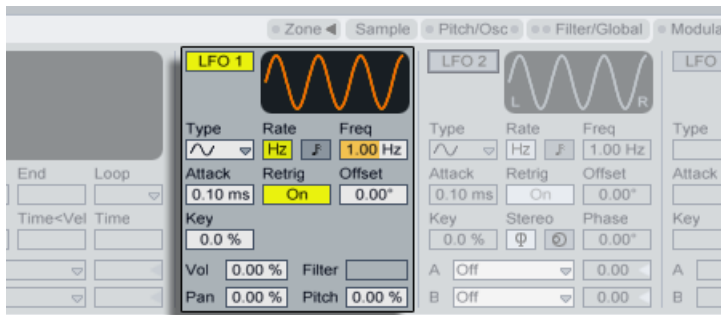 Zone Sample Pitch/Osc Filter/Global Modula
LFO 1 LFO 2 LFO
L R
Type Rate Freq Type Rate Freq Type
Hz 1.00 Hz Hz 1.00 Hz
End Loop Attack Retrig Offset Attack Retrig Offset Attack
0.10 ms On 0.00° 0.10 ms On 0.00°
Time<Vel Time Key Key Stereo Phase Key
0.0 % 0.0 % Φ 0.00°
Vol 0.00 % Filter A Off 0.00 A
Pan 0.00 % Pitch 0.00 % B Off 0.00 B